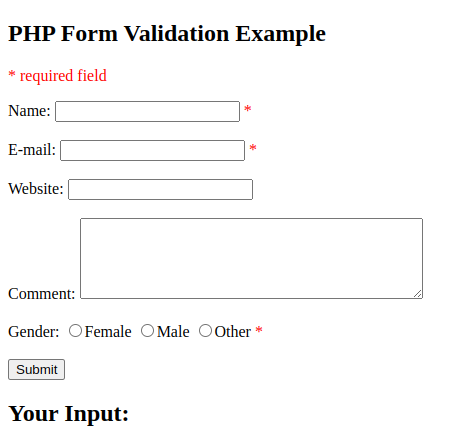 PHP Form Validation Example
* required field
Name: *
E-mail: *
Website:
Comment:
Gender: Female Male Other *
Submit
Your Input: